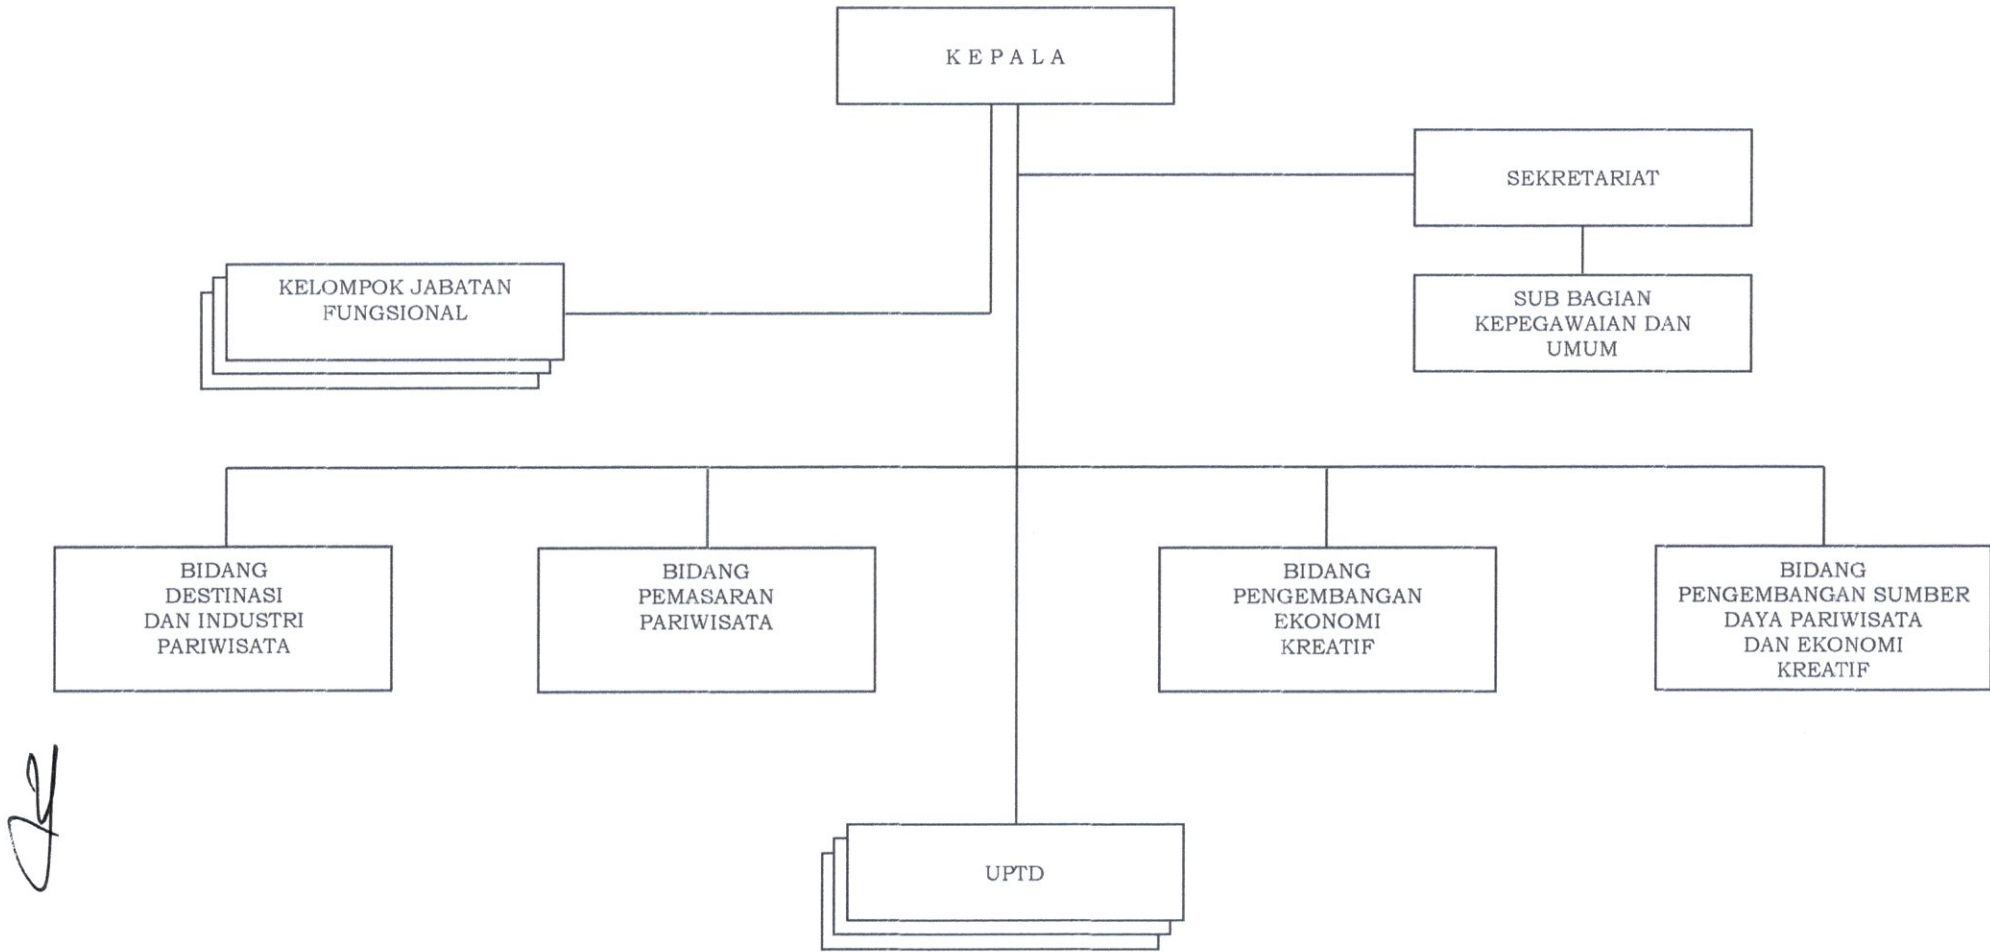 K E P A L A
SEKRETARIAT
KELOMPOK JABATAN
FUNGSIONAL
SUB BAGIAN
KEPEGAWAIAN DAN
UMUM
BIDANG
DESTINASI
DAN INDUSTRI
PARIWISATA
BIDANG
PEMASARAN
PARIWISATA
BIDANG
PENGEMBANGAN
EKONOMI
KREATIF
BIDANG
PENGEMBANGAN SUMBER
DAYA PARIWISATA
DAN EKONOMI
KREATIF
UPTD